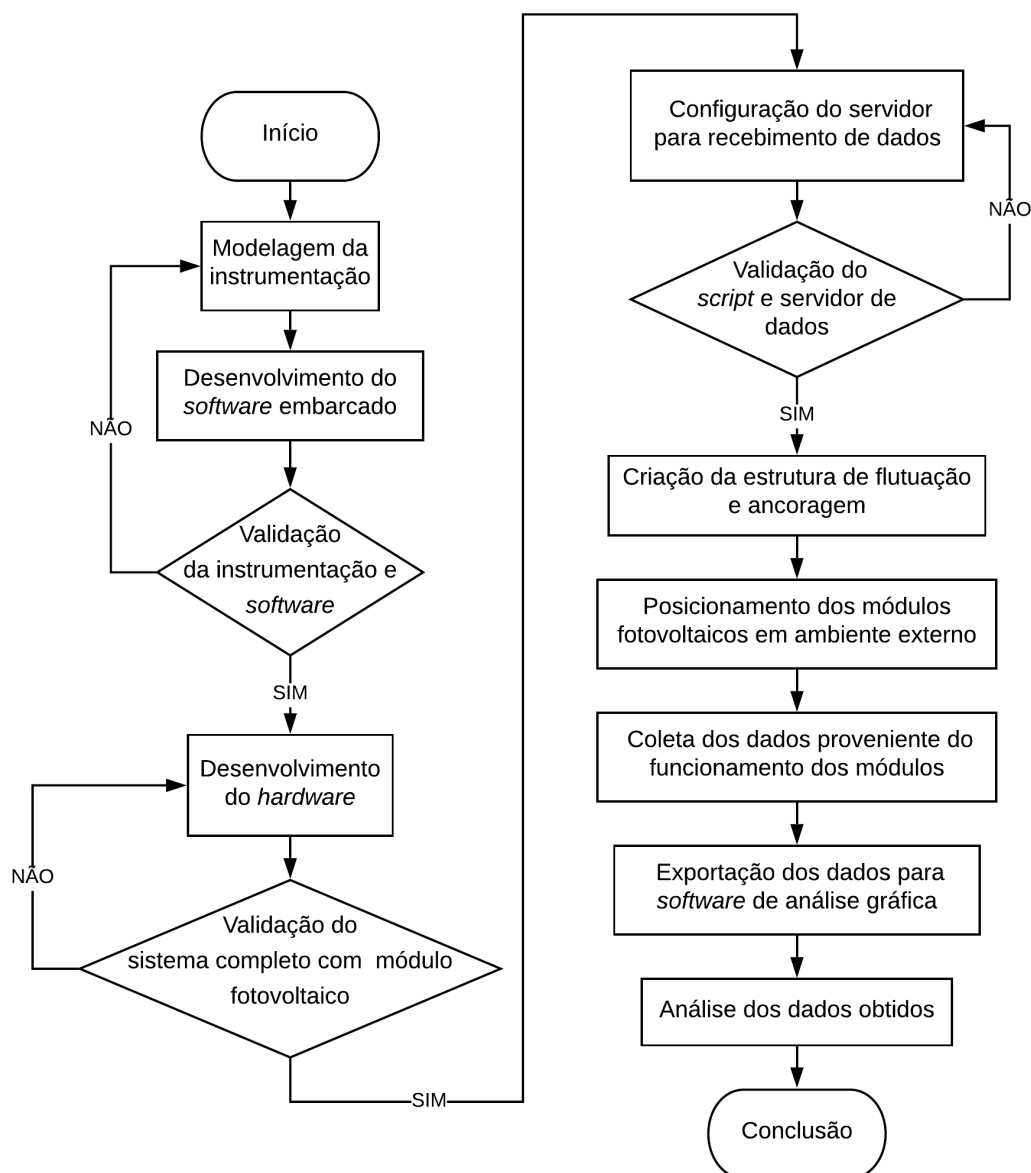 Início
Modelagem da
instrumentação
Desenvolvimento do
software embarcado
NÃO
Validação
da instrumentação e
software
SIM
Desenvolvimento
do hardware
NÃO
Validação do
sistema completo com módulo
fotovoltaico
SIM
Configuração do servidor
para recebimento de dados
NÃO
Validação do
script e servidor de
dados
SIM
Criação da estrutura de flutuação
e ancoragem
Posicionamento dos módulos
fotovoltaicos em ambiente externo
Coleta dos dados proveniente do
funcionamento dos módulos
Exportação dos dados para
software de análise gráfica
Análise dos dados obtidos
Conclusão